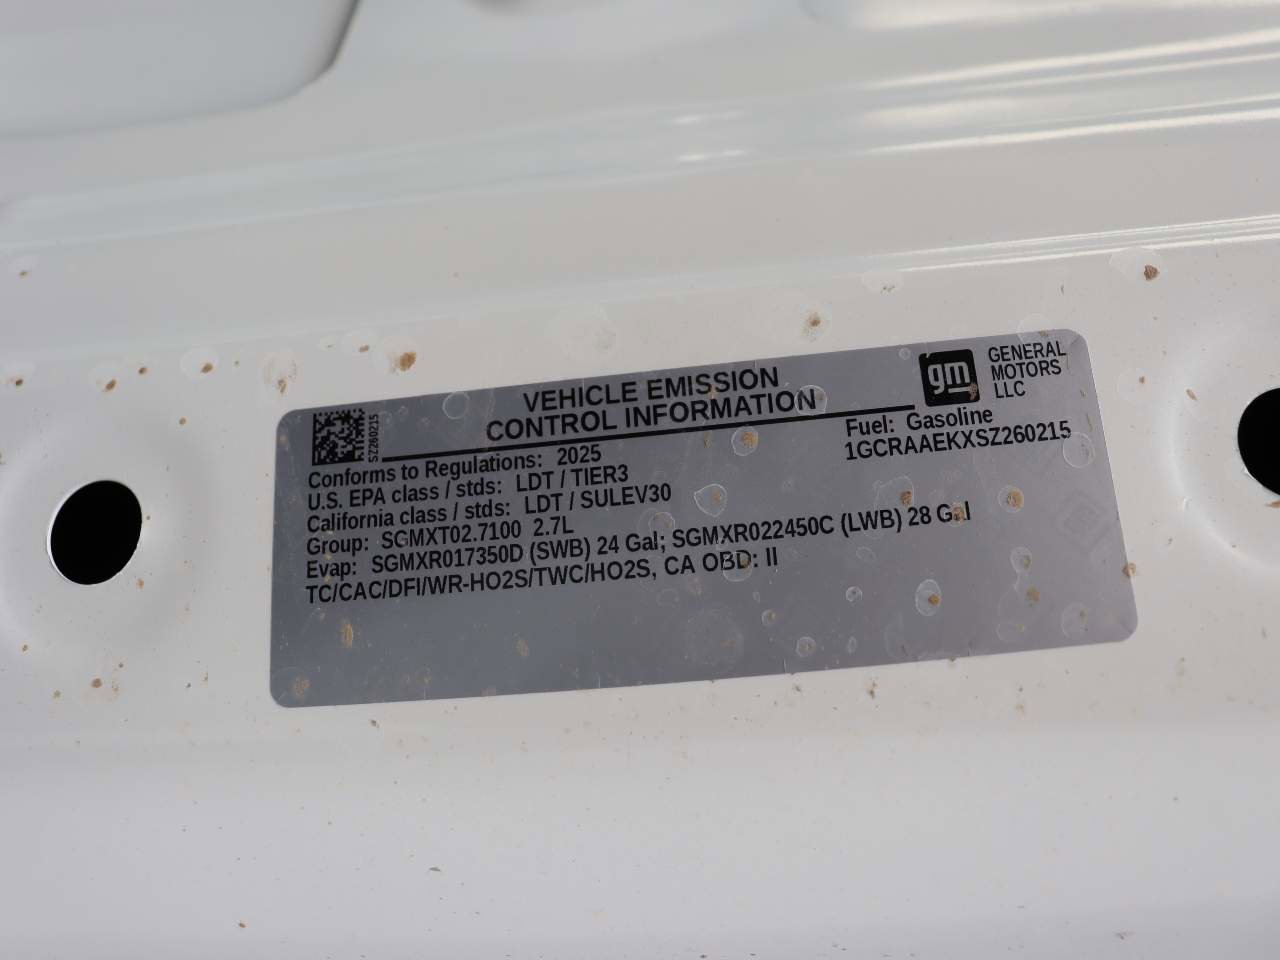 VEHICLE EMISSION
CONTROL INFORMATION
gm
GENERAL
MOTORS
LLC
SZ260215
Fuel: Gasoline
1GCRAAEKXSZ260215
Conforms to Regulations: 2025
U.S. EPA class / stds: LDT / TIER3
California class / stds: LDT / SULEV30
Group: SGMXT02.7100 2.7L
Evap: SGMXR017350D (SWB) 24 Gal; SGMXR022450C (LWB) 28 Gal
TC/CAC/DFI/WR-HO2S/TWC/HO2S, CA OBD: II